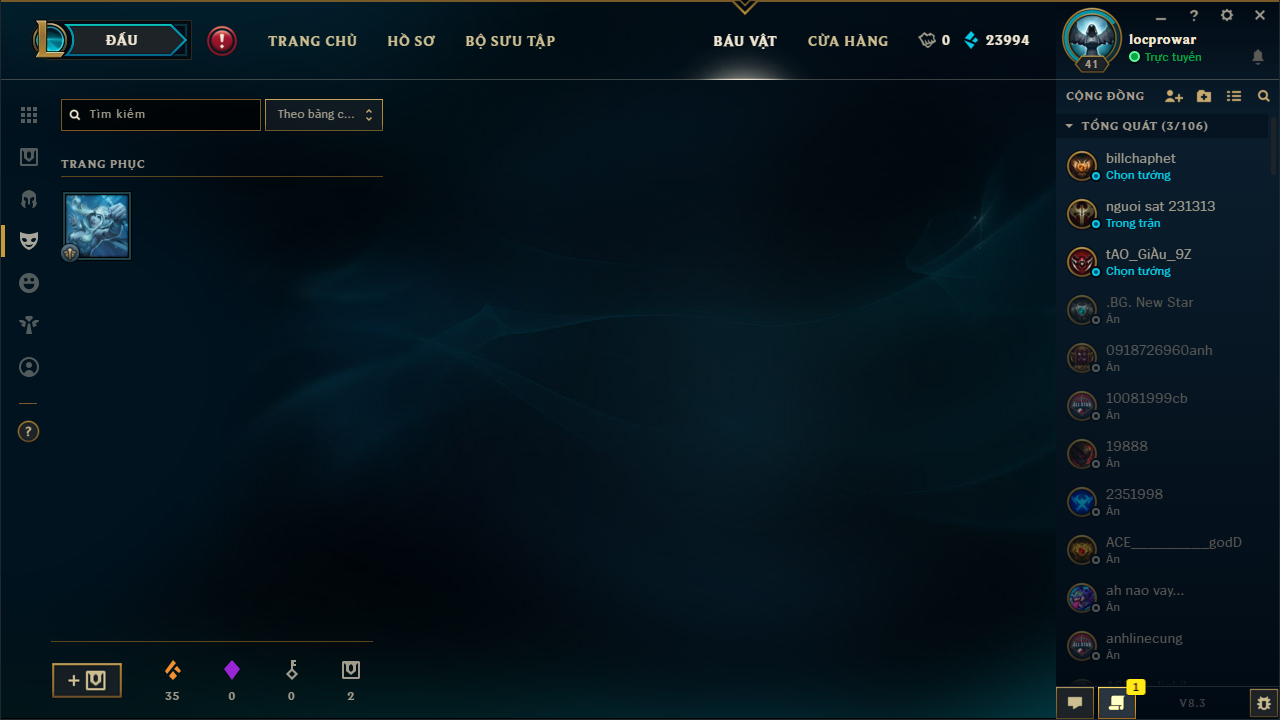 ĐẤU
TRANG CHỦ
HỒ SƠ
BỘ SƯU TẬP
BÁU VẬT
CỬA HÀNG
0
23994
?
locprowar
Trực tuyến
41
Tìm kiếm
Theo bảng c...
TRANG PHỤC
?
35
0
0
2
CỘNG ĐỒNG
TỔNG QUÁT (3/106)
billchaphet
Chọn tướng
nguoi sat 231313
Trong trận
tAO_GiÀu_9Z
Chọn tướng
.BG. New Star
Ẩn
0918726960anh
Ẩn
10081999cb
Ẩn
19888
Ẩn
2351998
Ẩn
ACE__________godD
Ẩn
ah nao vay...
Ẩn
anhlinecung
Ẩn
1
V8.3